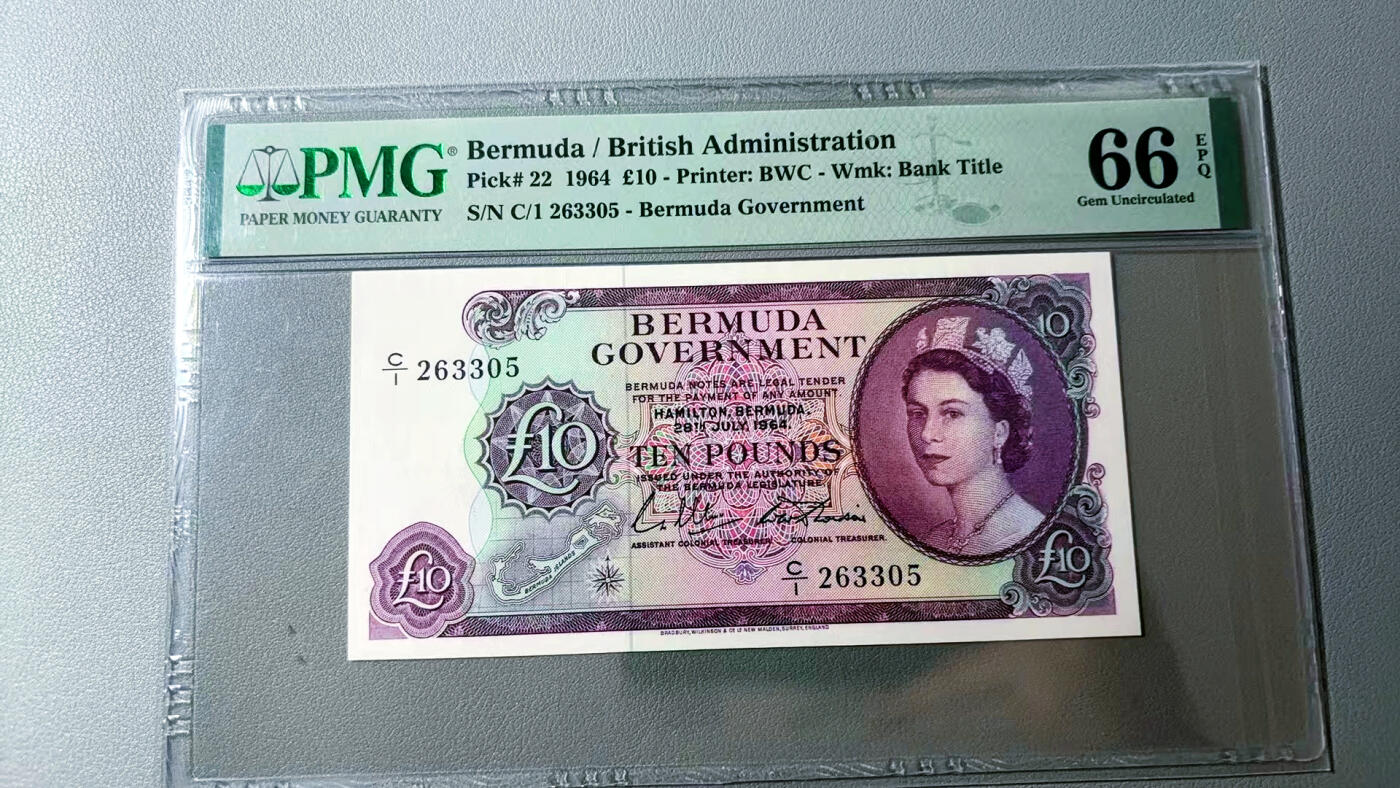 PMG®
PAPER MONEY GUARANTY
Bermuda / British Administration
Pick# 22 1964 £10 - Printer: BWC - Wmk: Bank Title
S/N C/1 263305 - Bermuda Government
66
EPQ
Gem Uncirculated
BERMUDA
GOVERNMENT
C/1 263305
BERMUDA NOTES ARE LEGAL TENDER
FOR THE PAYMENT OF ANY AMOUNT
HAMILTON, BERMUDA.
28TH JULY, 1964.
£10
TEN POUNDS
ISSUED UNDER THE AUTHORITY OF
THE BERMUDA LEGISLATURE
10
ASSISTANT COLONIAL TREASURER.
COLONIAL TREASURER.
BERMUDA ISLANDS
£10
C/1 263305
£10
BRADBURY, WILKINSON & Co Ld NEW MALDEN, SURREY, ENGLAND